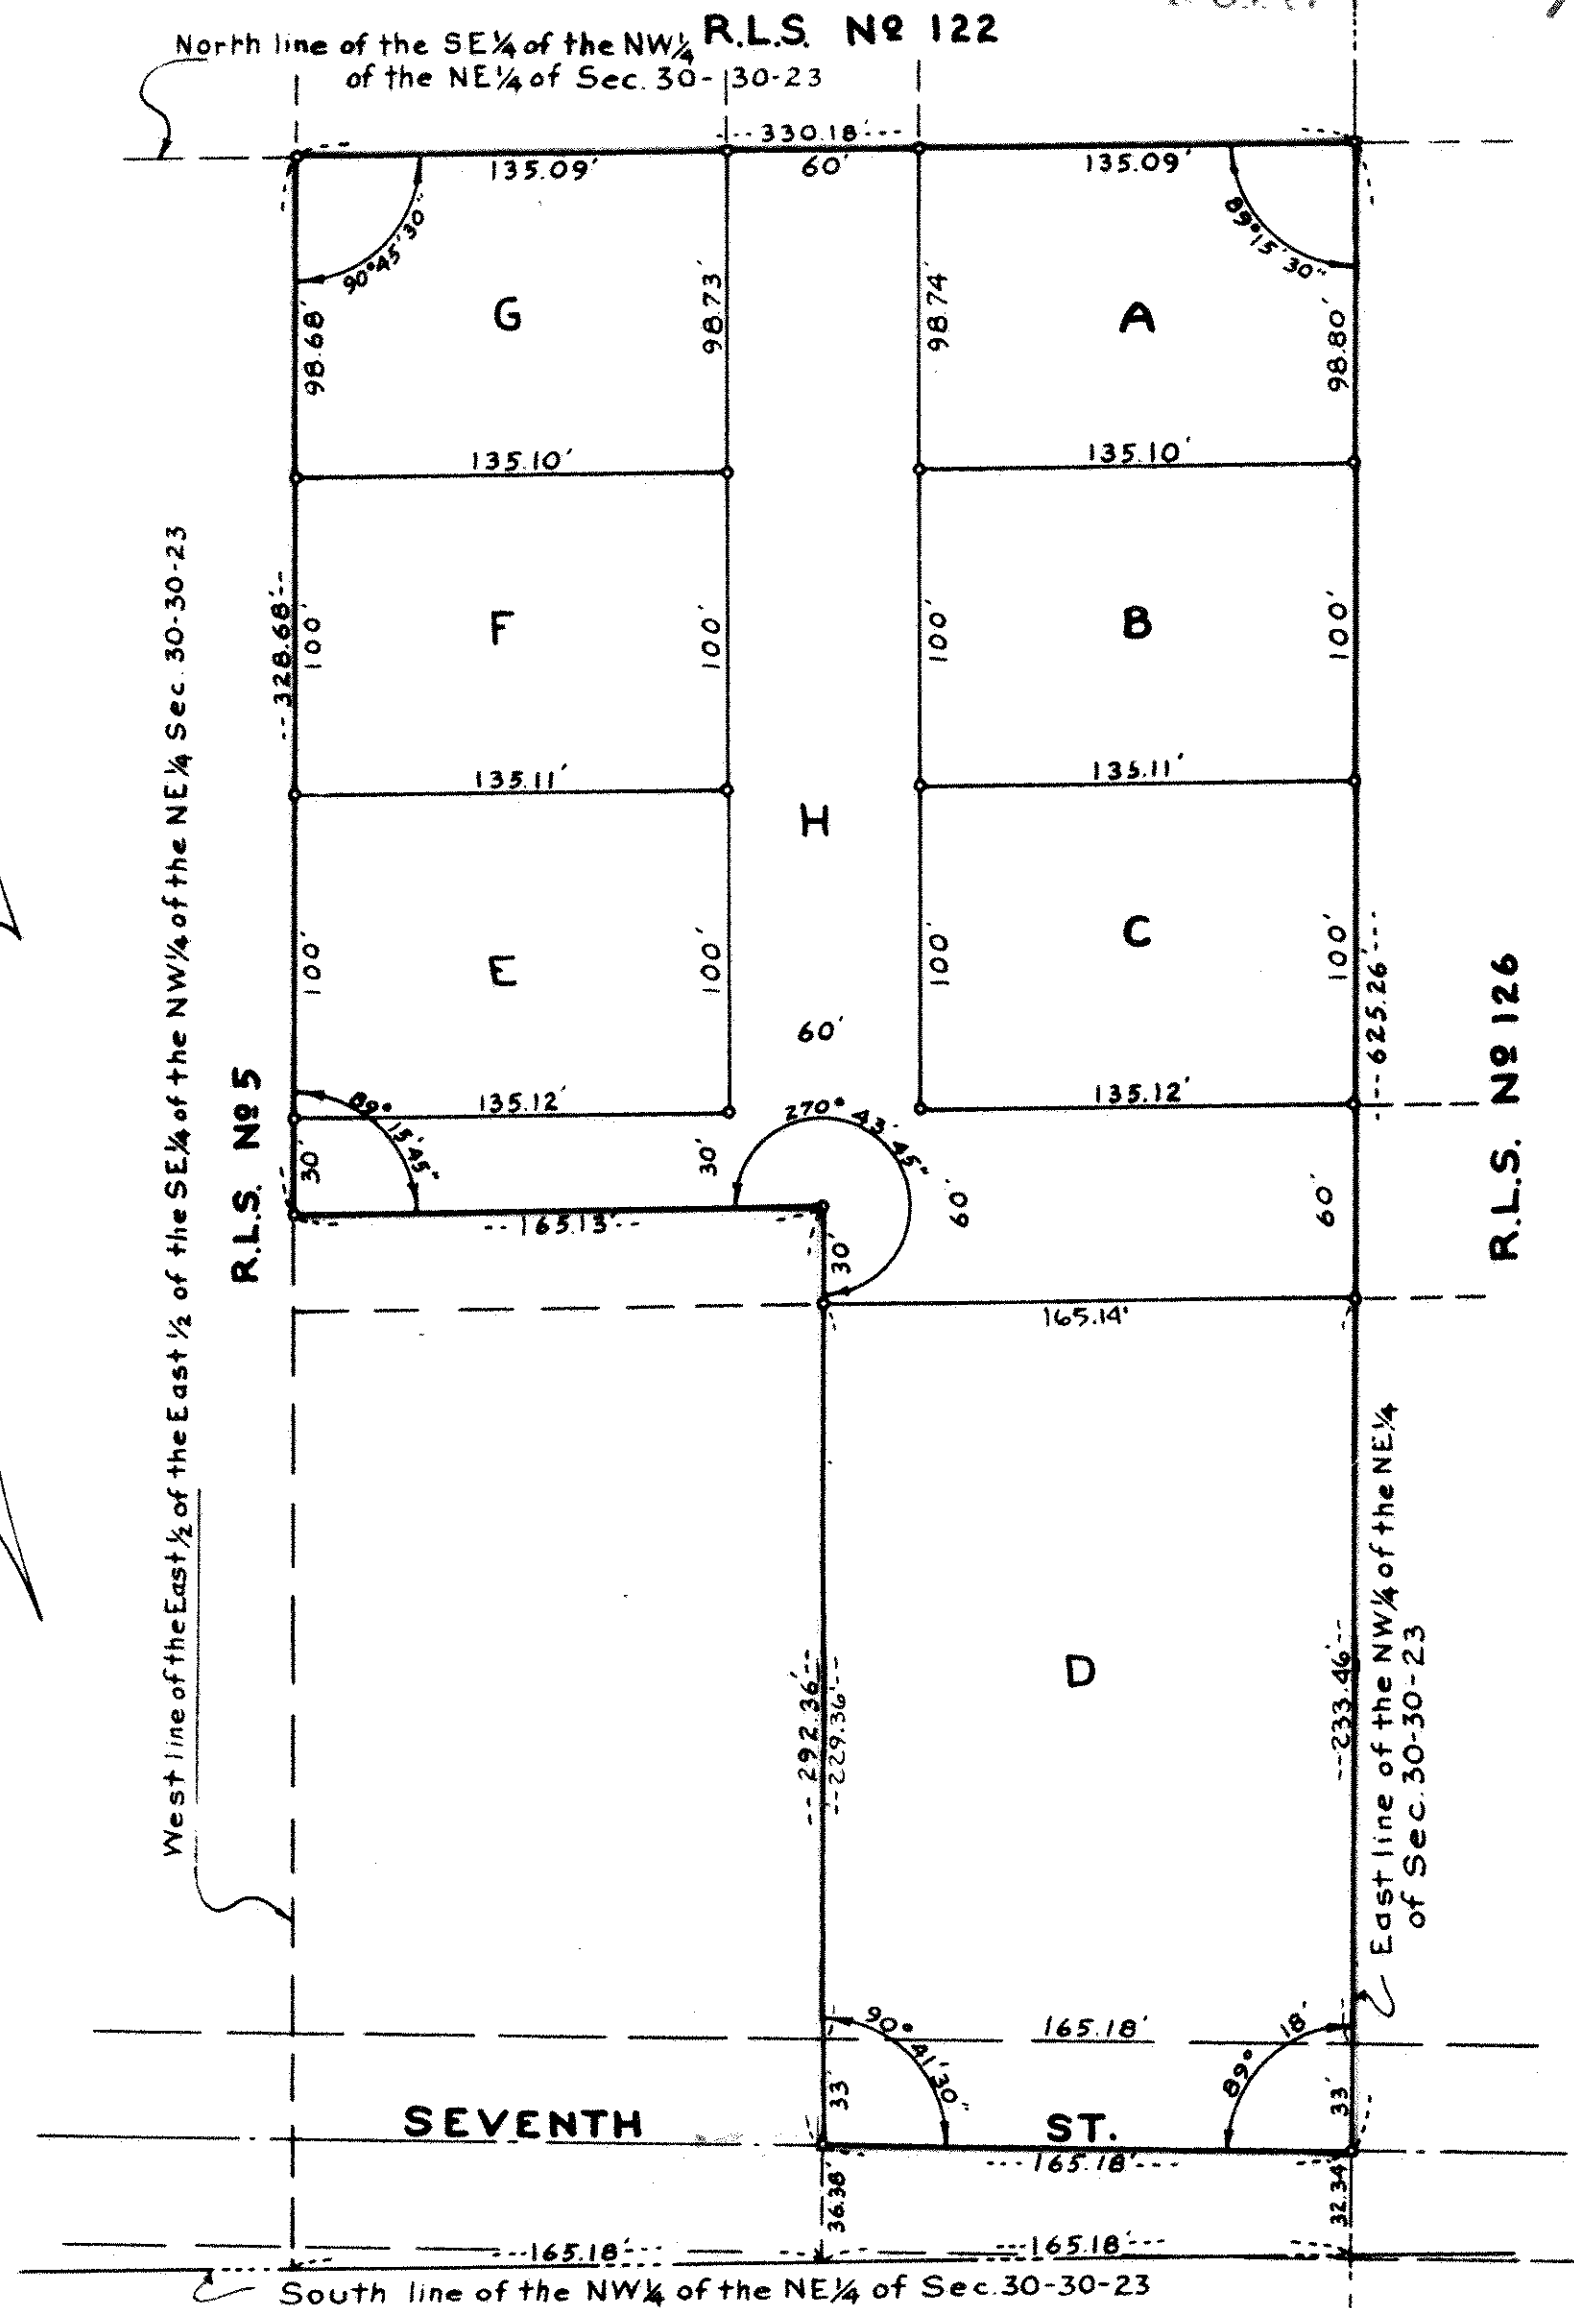 North line of the SE¼ of the NW¼ R.L.S. Nº 122
of the NE¼ of Sec. 30-30-23
330.18'
135.09'
60'
135.09'
90°45'30"
89°15'30"
98.68'
G
98.73'
98.74'
A
98.80'
135.10'
135.10'
328.68'
100'
F
100'
100'
B
100'
135.11'
135.11'
H
100'
E
100'
100'
C
100'
625.26'
60'
135.12'
135.12'
89° 15' 45"
270° 43' 45"
30'
30'
60'
60'
165.13'
30'
165.14'
R.L.S. Nº 5
R.L.S. Nº 126
West line of the East ½ of the East ½ of the SE¼ of the NW¼ of the NE¼ Sec. 30-30-23
D
292.36'
229.36'
233.46'
East line of the NW¼ of the NE¼
of Sec. 30-30-23
90° 41' 30"
165.18'
89° 18'
33'
33'
SEVENTH ST.
165.18'
36.38'
32.34'
165.18'
165.18'
South line of the NW¼ of the NE¼ of Sec. 30-30-23